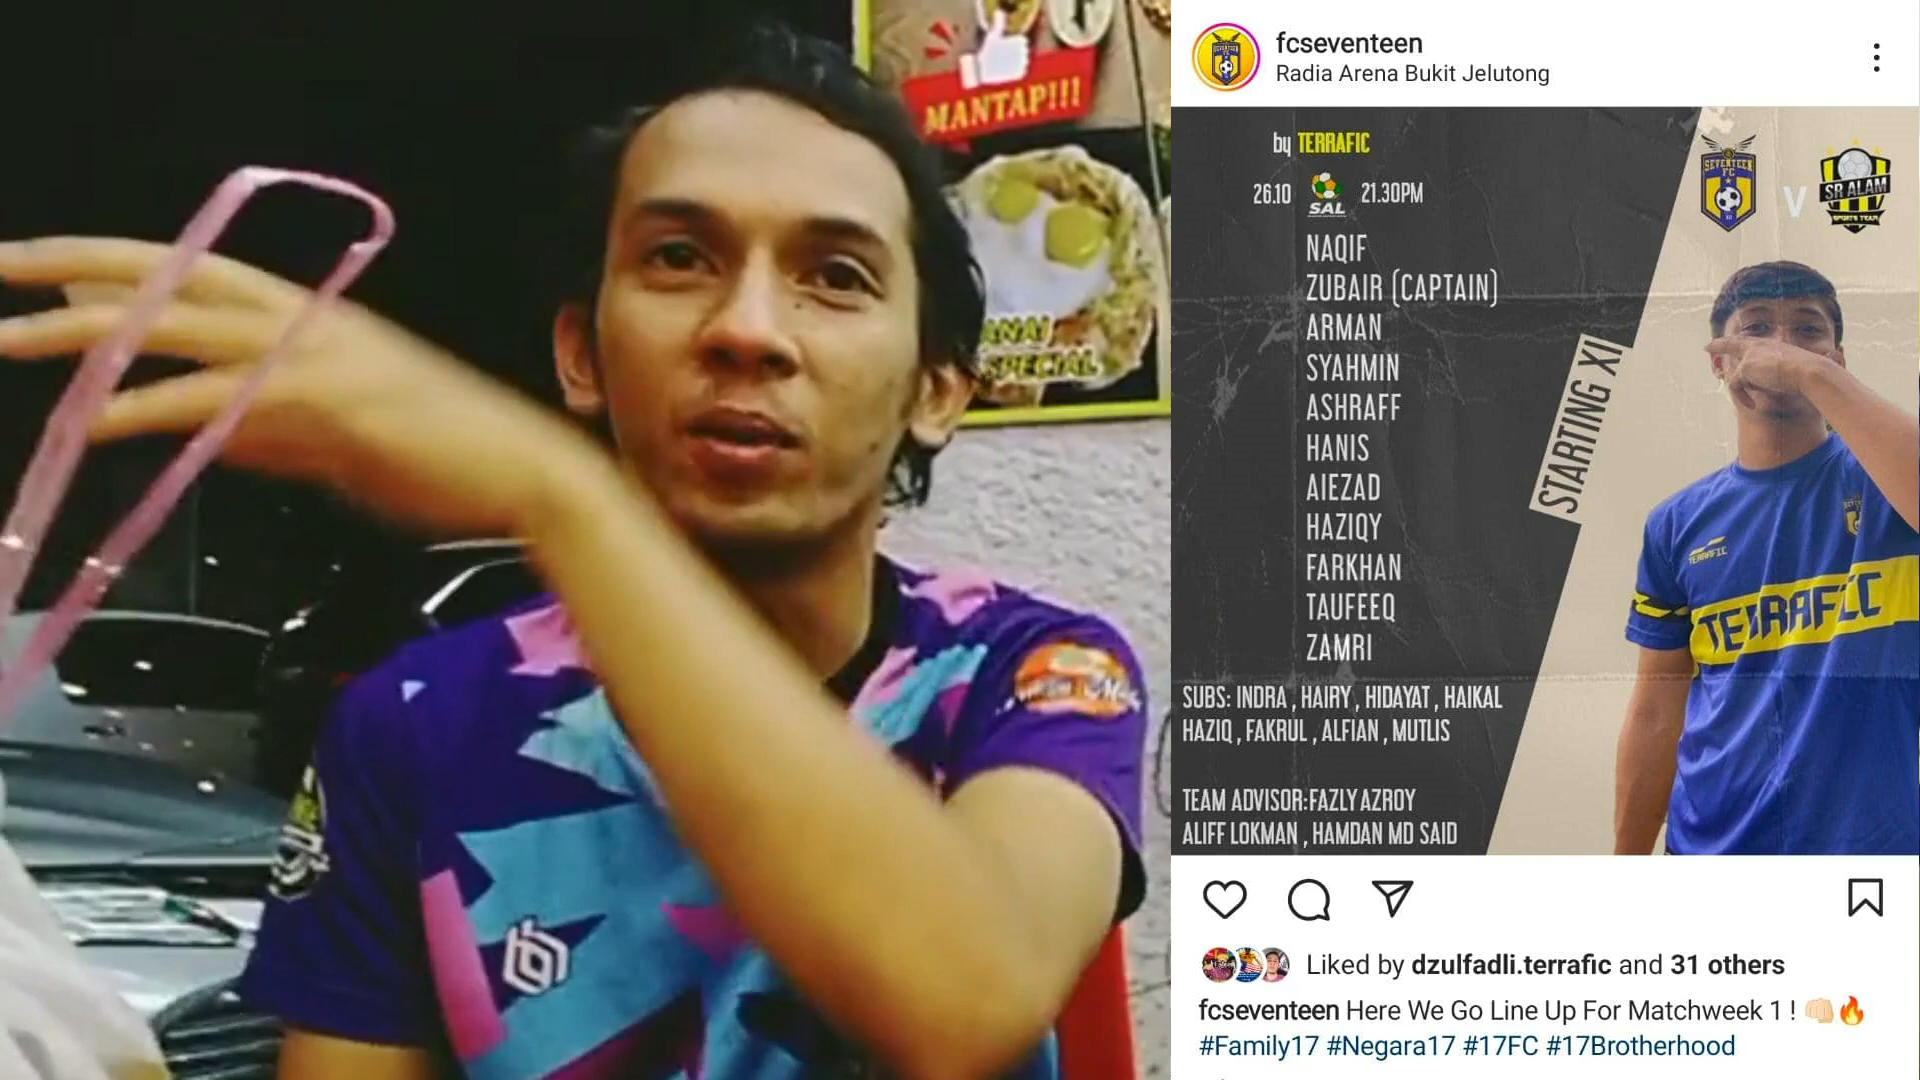 MANTAP!!!
SPECIAL
fcseventeen
Radia Arena Bukit Jelutong
by TERRAFIC
26.10 SAL 21.30PM
SEVENTEEN
FC
V
SR ALAM
SPORTS TEAM
NAQIF
ZUBAIR (CAPTAIN)
ARMAN
SYAHMIN
ASHRAFF
HANIS
AIEZAD
HAZIQY
FARKHAN
TAUFEEQ
ZAMRI
STARTING XI
TERRAFIC
TERRAFIC
SUBS: INDRA , HAIRY , HIDAYAT , HAIKAL
HAZIQ , FAKRUL , ALFIAN , MUTLIS
TEAM ADVISOR:FAZLY AZROY
ALIFF LOKMAN , HAMDAN MD SAID
Liked by dzulfadli.terrafic and 31 others
fcseventeen Here We Go Line Up For Matchweek 1 ! 👊🏻🔥
#Family17 #Negara17 #17FC #17Brotherhood